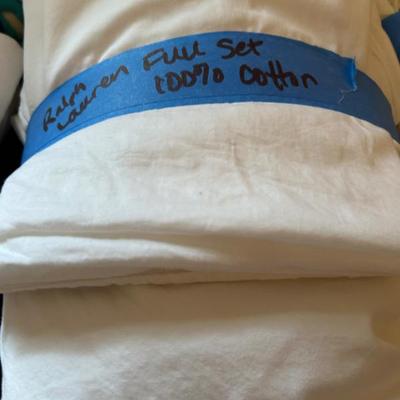 Ralph Lauren Full Set
100% Cotton